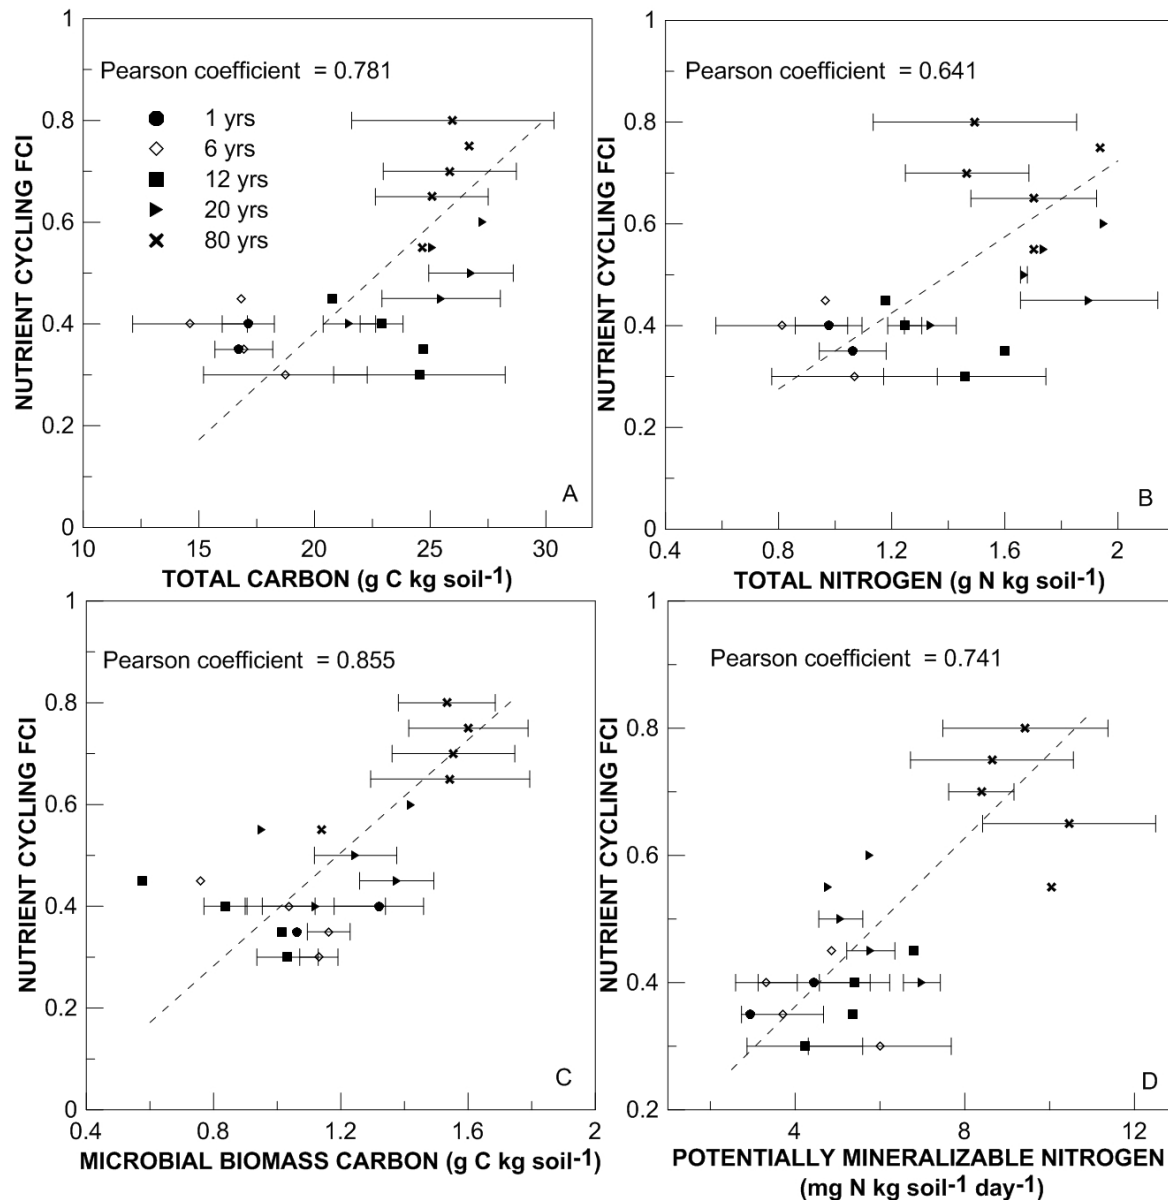 1
Pearson coefficient = 0.781
0.8
1 yrs
6 yrs
12 yrs
20 yrs
80 yrs
0.6
0.4
0.2
0
NUTRIENT CYCLING FCI
A
10
15
20
25
30
TOTAL CARBON (g C kg soil-1)
1
Pearson coefficient = 0.641
0.8
0.6
0.4
0.2
0
NUTRIENT CYCLING FCI
B
0.4
0.8
1.2
1.6
2
TOTAL NITROGEN (g N kg soil-1)
1
Pearson coefficient = 0.855
0.8
0.6
0.4
0.2
0
NUTRIENT CYCLING FCI
C
0.4
0.8
1.2
1.6
2
MICROBIAL BIOMASS CARBON (g C kg soil-1)
1
Pearson coefficient = 0.741
0.8
0.6
0.4
0.2
NUTRIENT CYCLING FCI
D
4
8
12
POTENTIALLY MINERALIZABLE NITROGEN
(mg N kg soil-1 day-1)